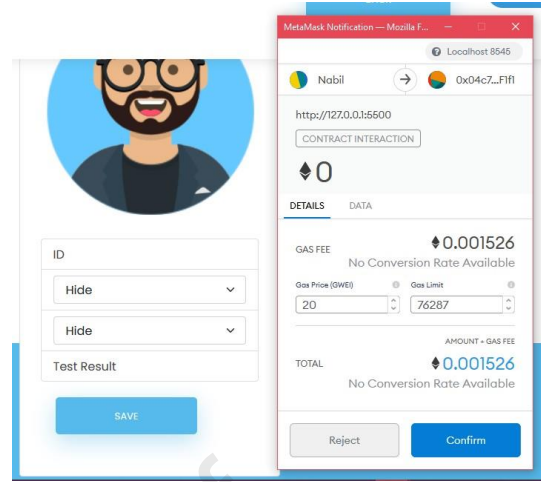 MetaMask Notification — Mozilla F...
Localhost 8545
Nabil
0x04c7...F1f1
http://127.0.0.1:5500
CONTRACT INTERACTION
0
DETAILS DATA
GAS FEE
0.001526
No Conversion Rate Available
Gas Price (GWEI) Gas Limit
20 76287
AMOUNT + GAS FEE
TOTAL
0.001526
No Conversion Rate Available
Reject Confirm
ID
Hide
Hide
Test Result
SAVE